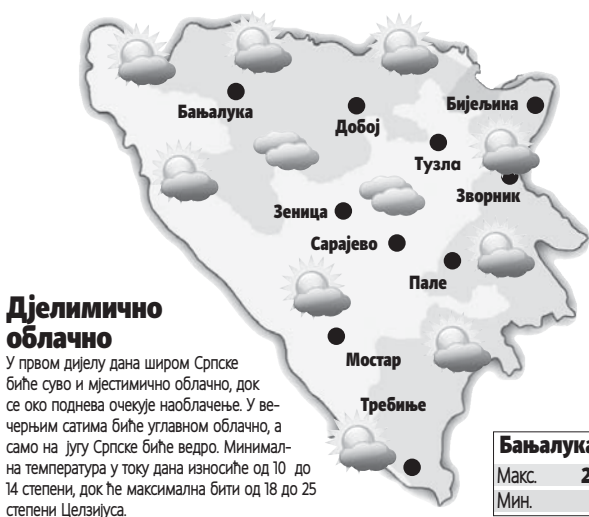 Бањалука
Добој
Бијељина
Тузла
Зворник
Зеница
Сарајево
Пале
Мостар
Требиње
Дјелимично
облачно
У првом дијелу дана широм Српске
биће суво и мјестимично облачно, док
се око поднева очекује наоблачење. У ве-
черњим сатима биће углавном облачно, а
само на југу Српске биће ведро. Минимал-
на температура у току дана износиће од 10 до
14 степени, док ће максимална бити од 18 до 25
степени Целзијуса.
Бањалука
Макс.
Мин.